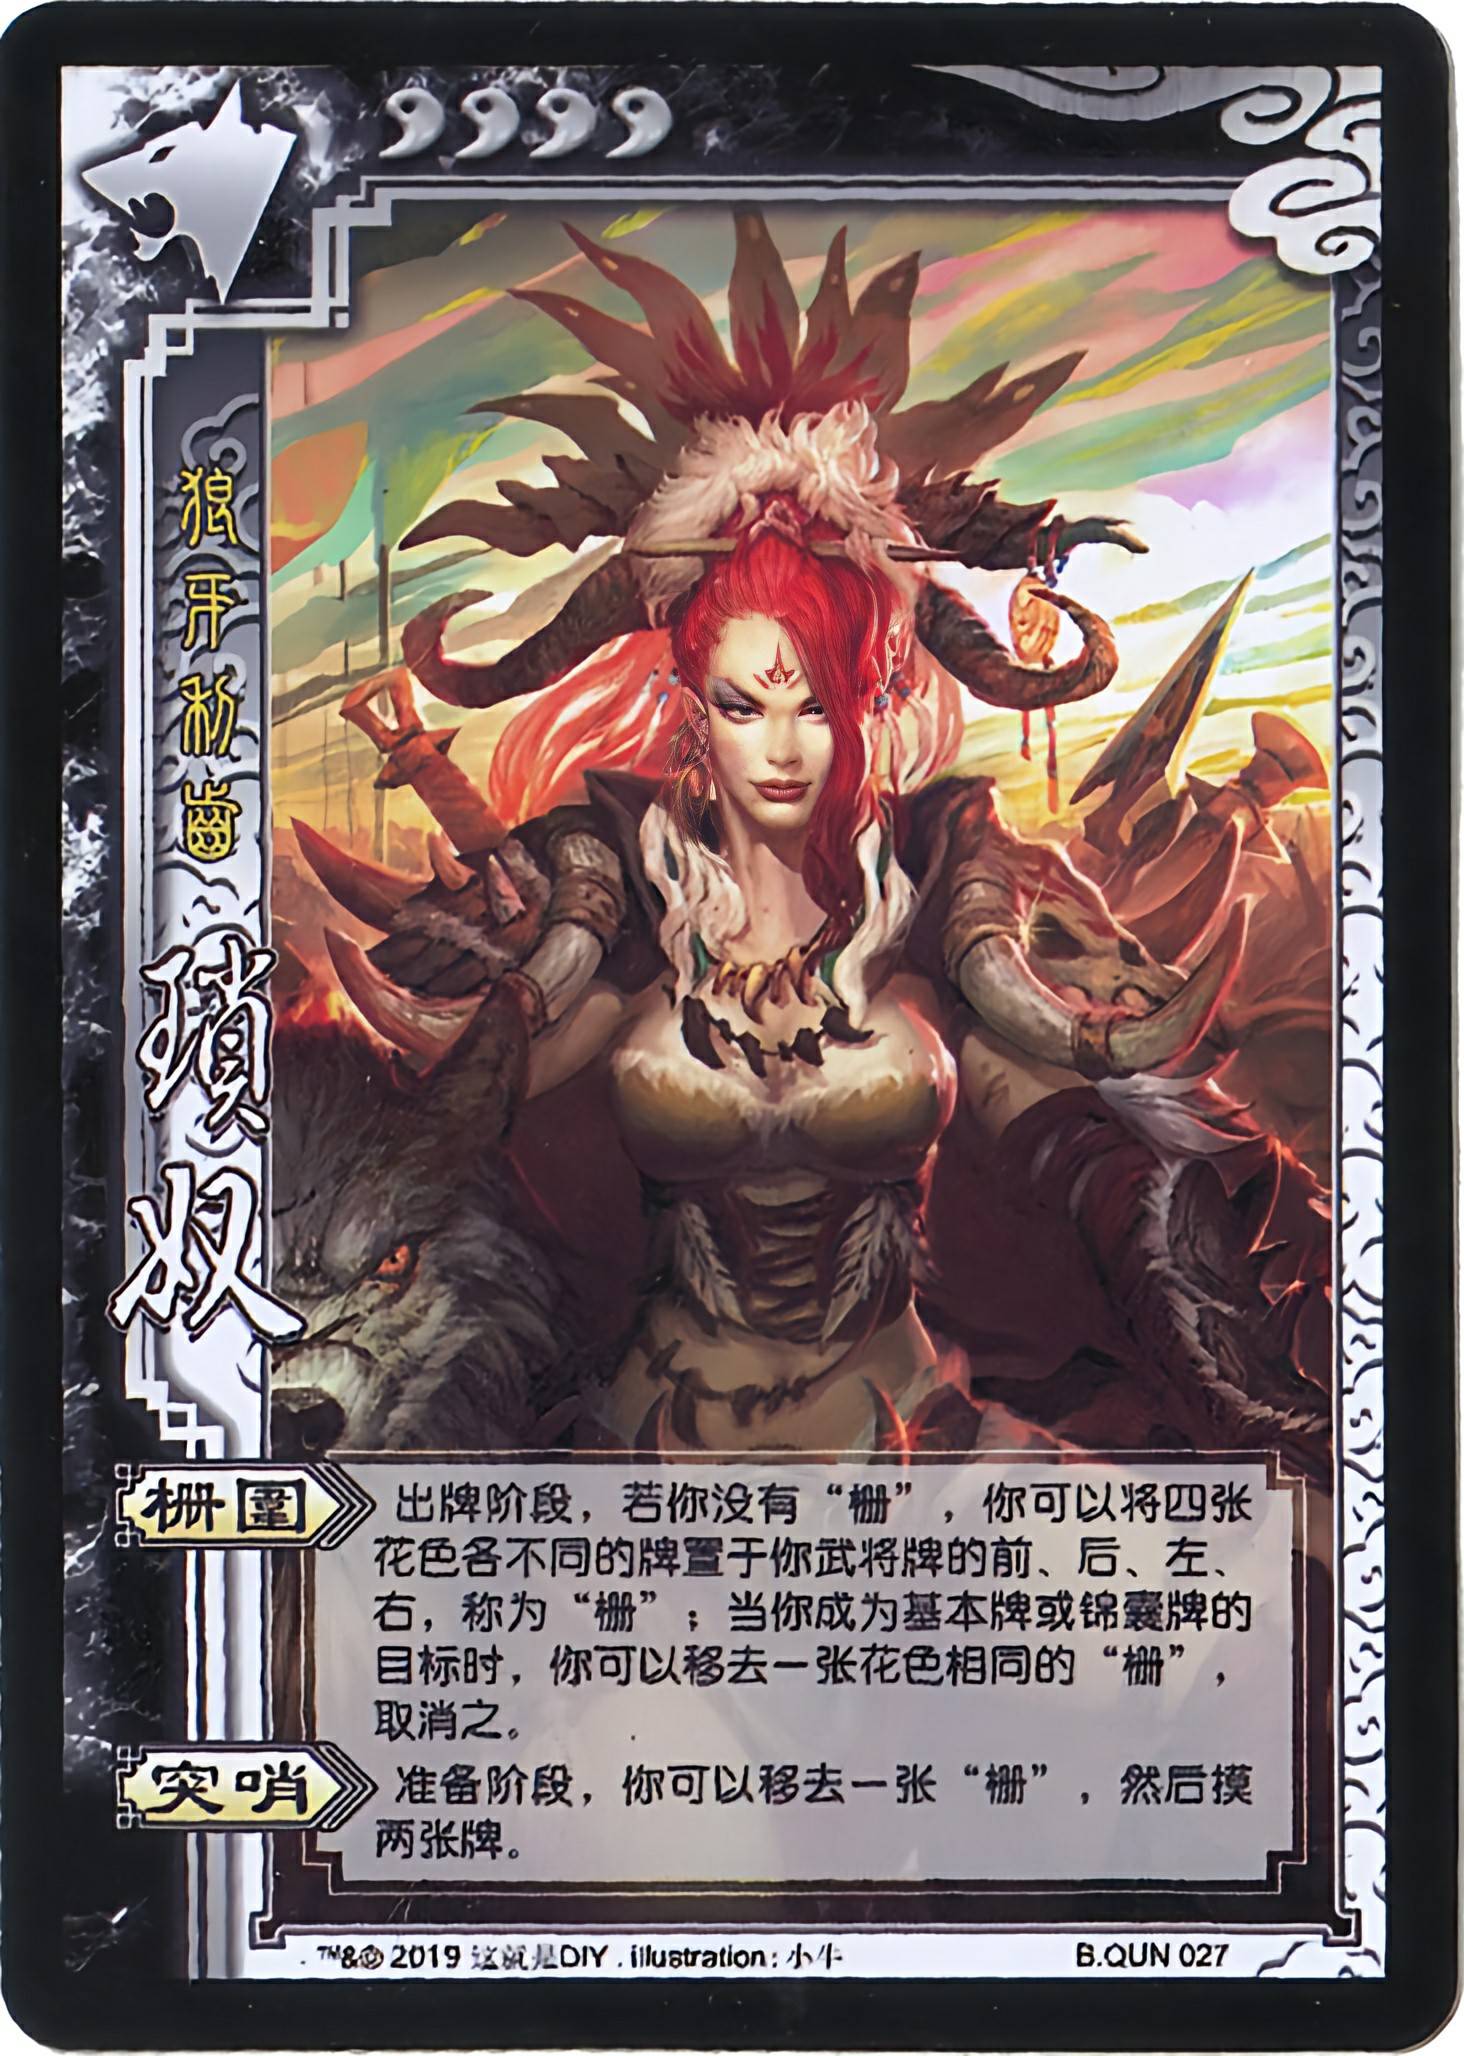 狼牙利齒
瑣奴
栅圍
出牌阶段，若你没有“栅”，你可以将四张
花色各不同的牌置于你武将牌的前、后、左、
右，称为“栅”；当你成为基本牌或锦囊牌的
目标时，你可以移去一张花色相同的“栅”，
取消之。
突哨
准备阶段，你可以移去一张“栅”，然后摸
两张牌。
™&© 2019 这就是DIY . illustration: 小牛
B.QUN 027